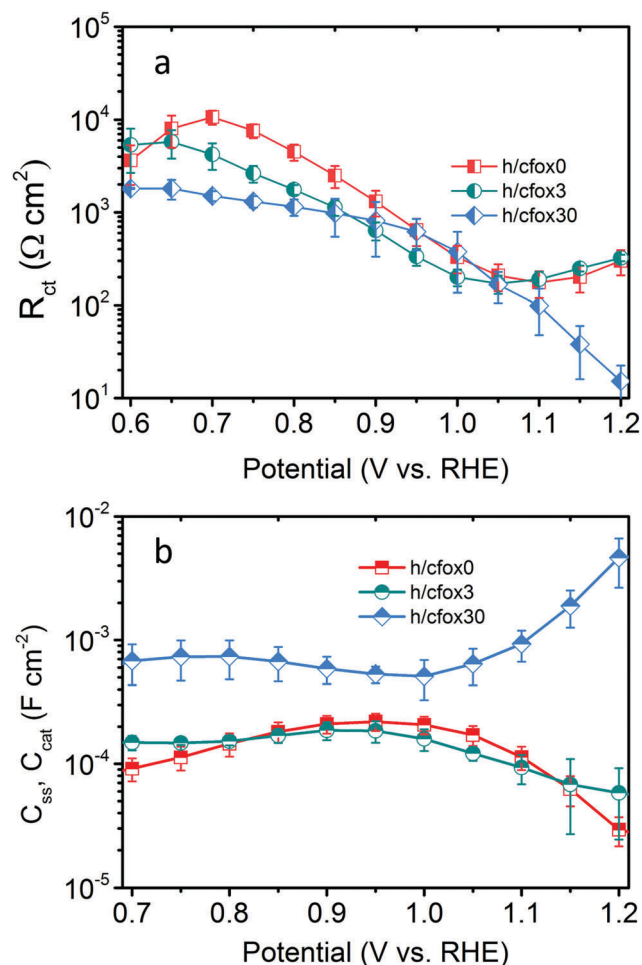 a
10⁵
10⁴
10³
10²
10¹
R_ct (Ω cm²)
h/cfox0
h/cfox3
h/cfox30
0.6 0.7 0.8 0.9 1.0 1.1 1.2
Potential (V vs. RHE)
b
10⁻²
10⁻³
10⁻⁴
10⁻⁵
C_ss, C_cat (F cm⁻²)
h/cfox0
h/cfox3
h/cfox30
0.7 0.8 0.9 1.0 1.1 1.2
Potential (V vs. RHE)